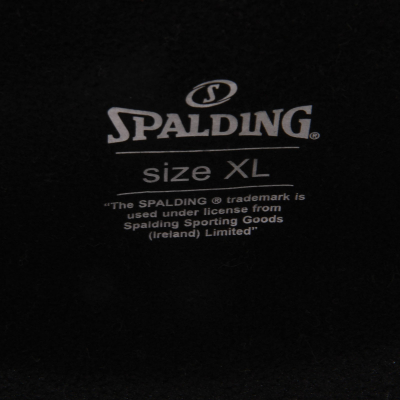 S
SPALDING®
size XL
"The SPALDING ® trademark is
used under license from
Spalding Sporting Goods
(Ireland) Limited"